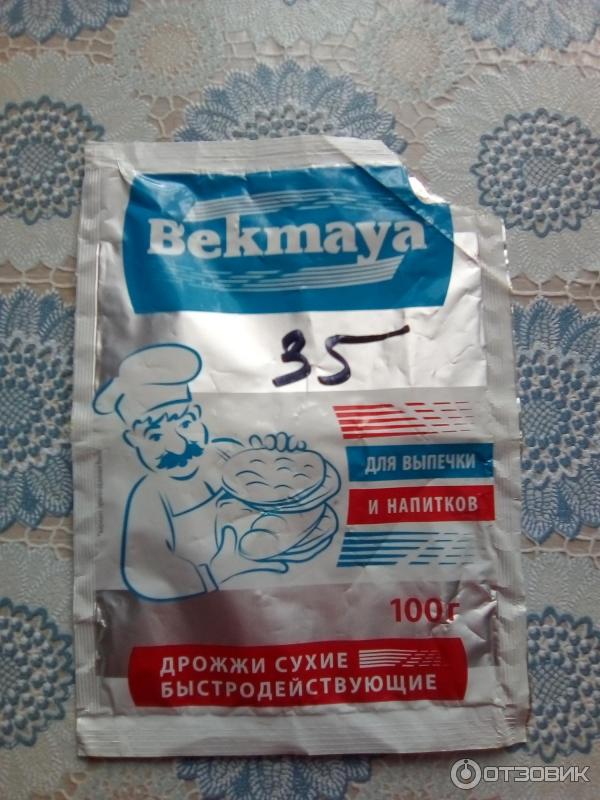 Bekmaya
35
ДЛЯ ВЫПЕЧКИ
И НАПИТКОВ
100г
ДРОЖЖИ СУХИЕ
БЫСТРОДЕЙСТВУЮЩИЕ
ОТЗОВИК